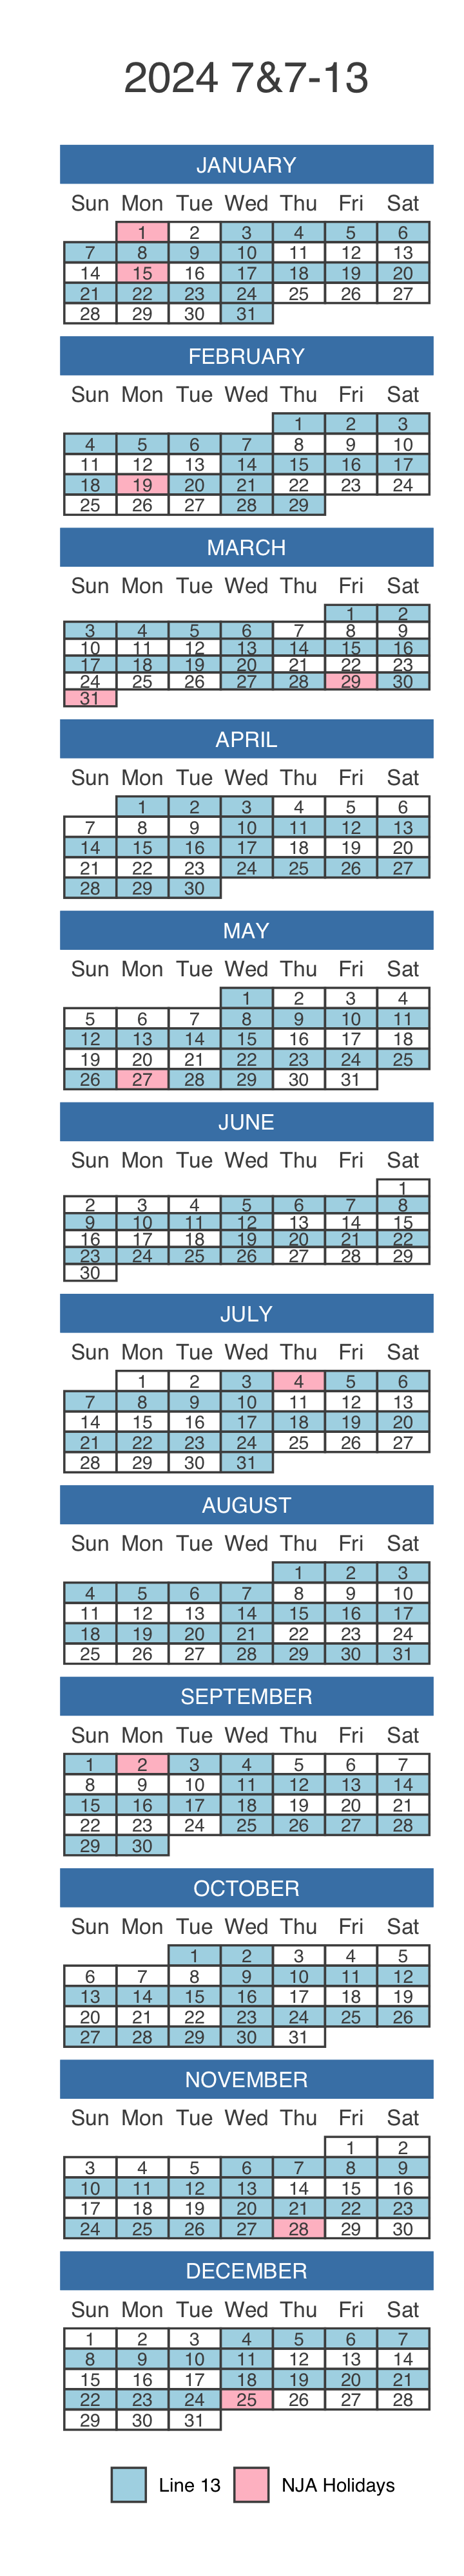 2024 7&7-13
JANUARY
Sun Mon Tue Wed Thu Fri Sat
1 2 3 4 5 6
7 8 9 10 11 12 13
14 15 16 17 18 19 20
21 22 23 24 25 26 27
28 29 30 31
FEBRUARY
Sun Mon Tue Wed Thu Fri Sat
1 2 3
4 5 6 7 8 9 10
11 12 13 14 15 16 17
18 19 20 21 22 23 24
25 26 27 28 29
MARCH
Sun Mon Tue Wed Thu Fri Sat
1 2
3 4 5 6 7 8 9
10 11 12 13 14 15 16
17 18 19 20 21 22 23
24 25 26 27 28 29 30
31
APRIL
Sun Mon Tue Wed Thu Fri Sat
1 2 3 4 5 6
7 8 9 10 11 12 13
14 15 16 17 18 19 20
21 22 23 24 25 26 27
28 29 30
MAY
Sun Mon Tue Wed Thu Fri Sat
1 2 3 4
5 6 7 8 9 10 11
12 13 14 15 16 17 18
19 20 21 22 23 24 25
26 27 28 29 30 31
JUNE
Sun Mon Tue Wed Thu Fri Sat
1
2 3 4 5 6 7 8
9 10 11 12 13 14 15
16 17 18 19 20 21 22
23 24 25 26 27 28 29
30
JULY
Sun Mon Tue Wed Thu Fri Sat
1 2 3 4 5 6
7 8 9 10 11 12 13
14 15 16 17 18 19 20
21 22 23 24 25 26 27
28 29 30 31
AUGUST
Sun Mon Tue Wed Thu Fri Sat
1 2 3
4 5 6 7 8 9 10
11 12 13 14 15 16 17
18 19 20 21 22 23 24
25 26 27 28 29 30 31
SEPTEMBER
Sun Mon Tue Wed Thu Fri Sat
1 2 3 4 5 6 7
8 9 10 11 12 13 14
15 16 17 18 19 20 21
22 23 24 25 26 27 28
29 30
OCTOBER
Sun Mon Tue Wed Thu Fri Sat
1 2 3 4 5
6 7 8 9 10 11 12
13 14 15 16 17 18 19
20 21 22 23 24 25 26
27 28 29 30 31
NOVEMBER
Sun Mon Tue Wed Thu Fri Sat
1 2
3 4 5 6 7 8 9
10 11 12 13 14 15 16
17 18 19 20 21 22 23
24 25 26 27 28 29 30
DECEMBER
Sun Mon Tue Wed Thu Fri Sat
1 2 3 4 5 6 7
8 9 10 11 12 13 14
15 16 17 18 19 20 21
22 23 24 25 26 27 28
29 30 31
Line 13 NJA Holidays